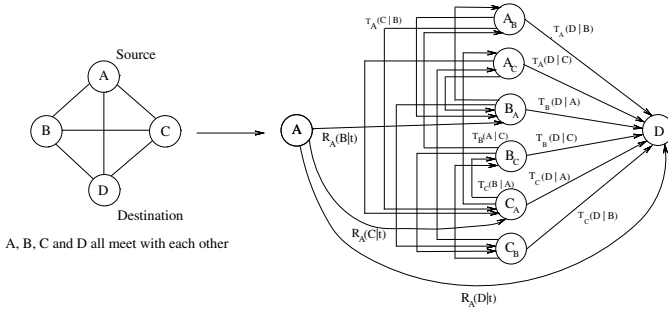 Source
A
B
C
D
Destination
A, B, C and D all meet with each other
A
R_A(B|t)
R_A(C|t)
R_A(D|t)
T_A(C | B)
T_B(A | C)
T_C(B | A)
A_B
A_C
B_A
B_C
C_A
C_B
T_A(D | B)
T_A(D | C)
T_B(D | A)
T_B(D | C)
T_C(D | A)
T_C(D | B)
D